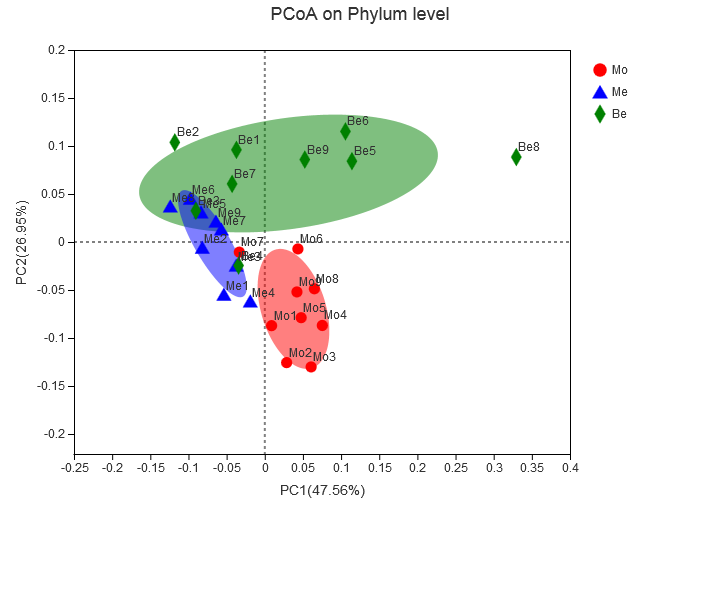 PCoA on Phylum level
Mo
Me
Be
PC2(26.95%)
0.2
0.15
0.1
0.05
0
-0.05
-0.1
-0.15
-0.2
Be2
Be1
Be6
Be9
Be5
Be8
Be7
Me6
Be3
Me5
Me9
Me7
Me2
Mo7
Mo6
Me3
Me1
Me4
Mo9
Mo8
Mo1
Mo5
Mo4
Mo2
Mo3
-0.25 -0.2 -0.15 -0.1 -0.05 0 0.05 0.1 0.15 0.2 0.25 0.3 0.35 0.4
PC1(47.56%)